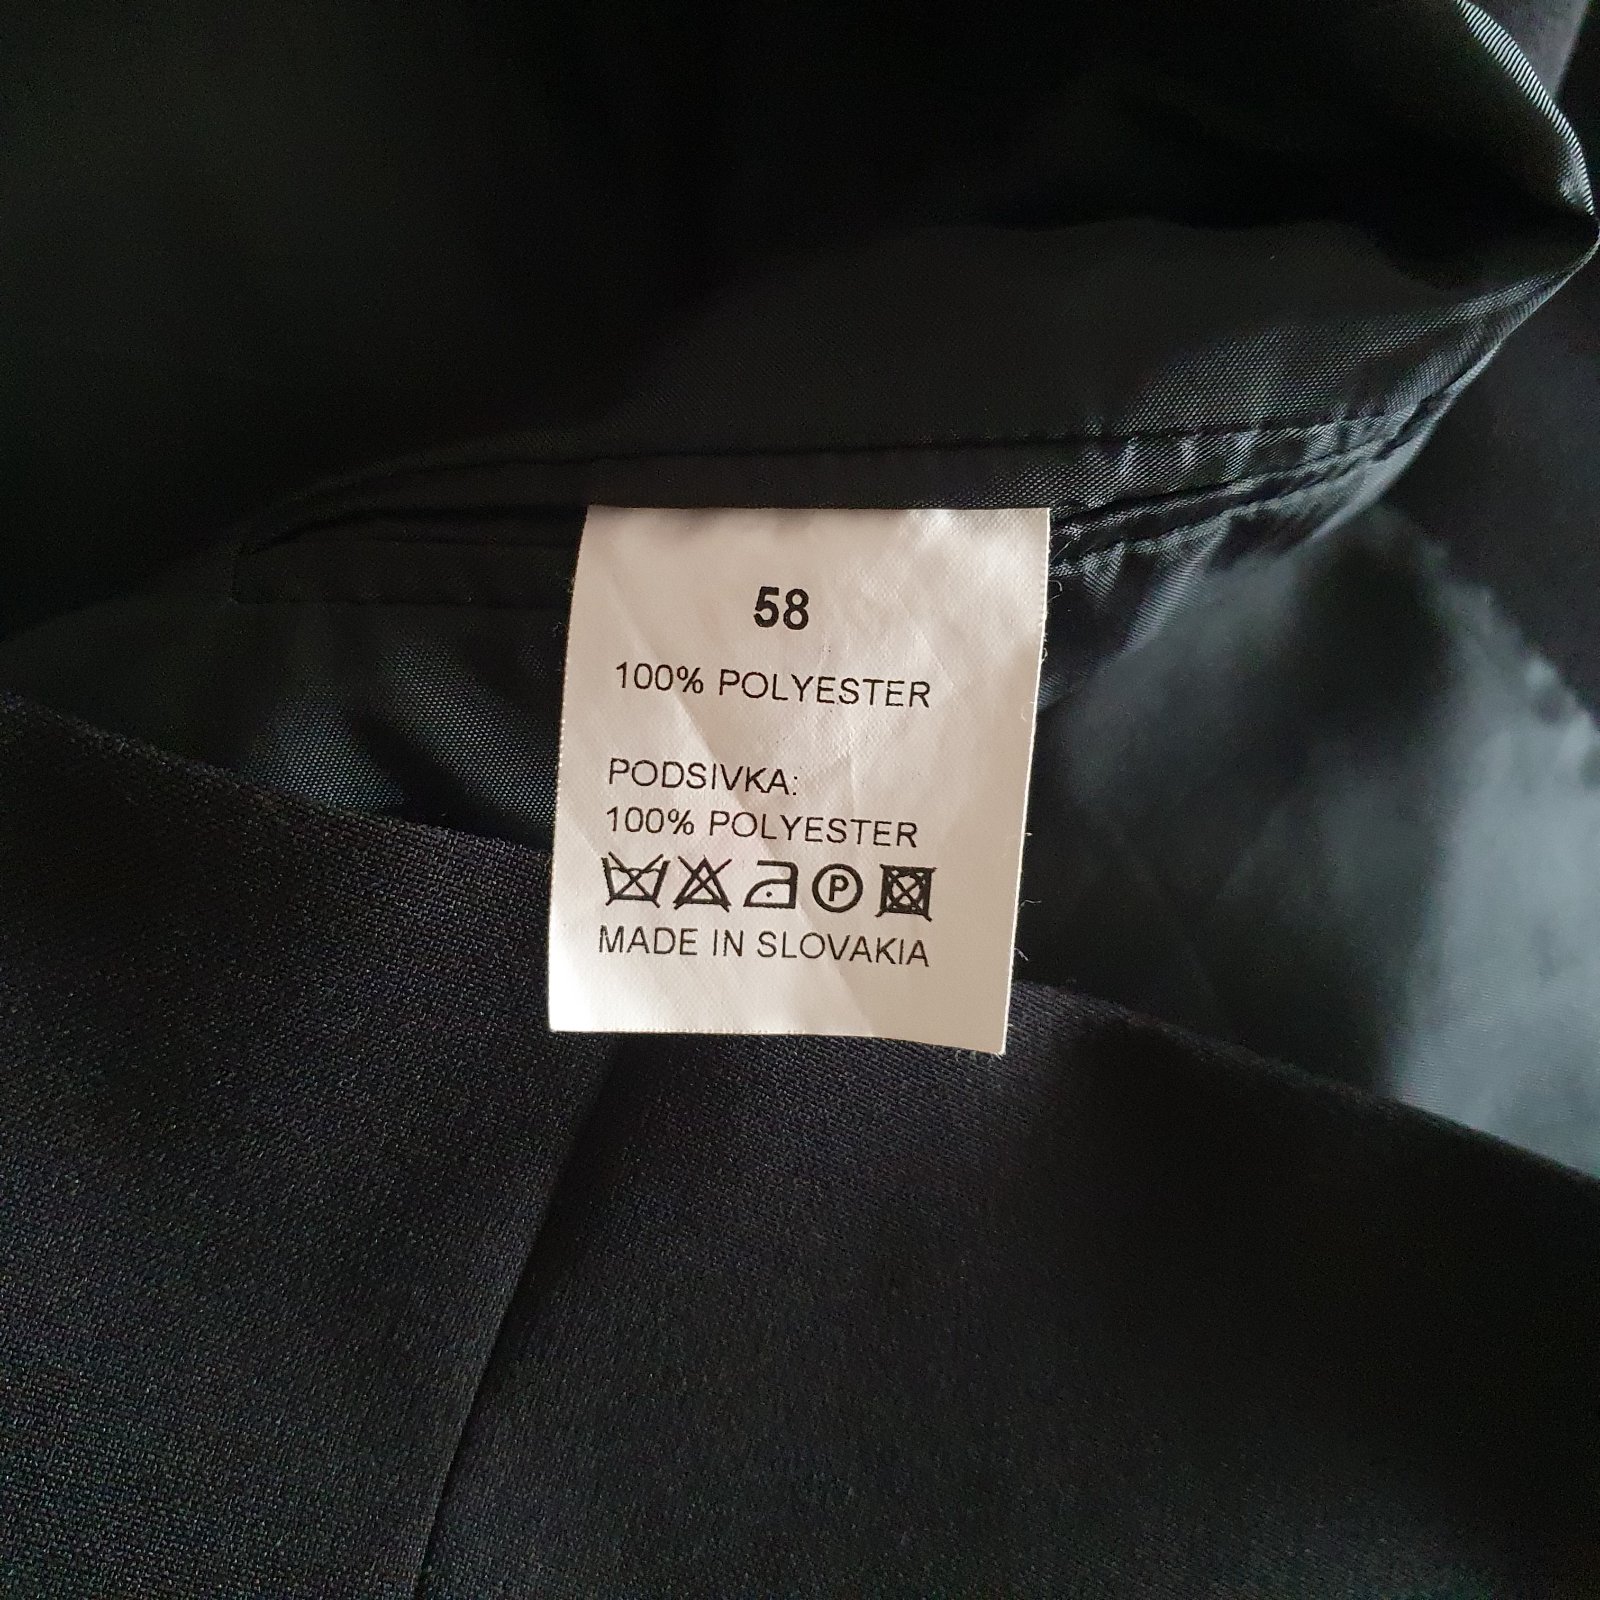 58
100% POLYESTER
PODSIVKA:
100% POLYESTER
P
MADE IN SLOVAKIA